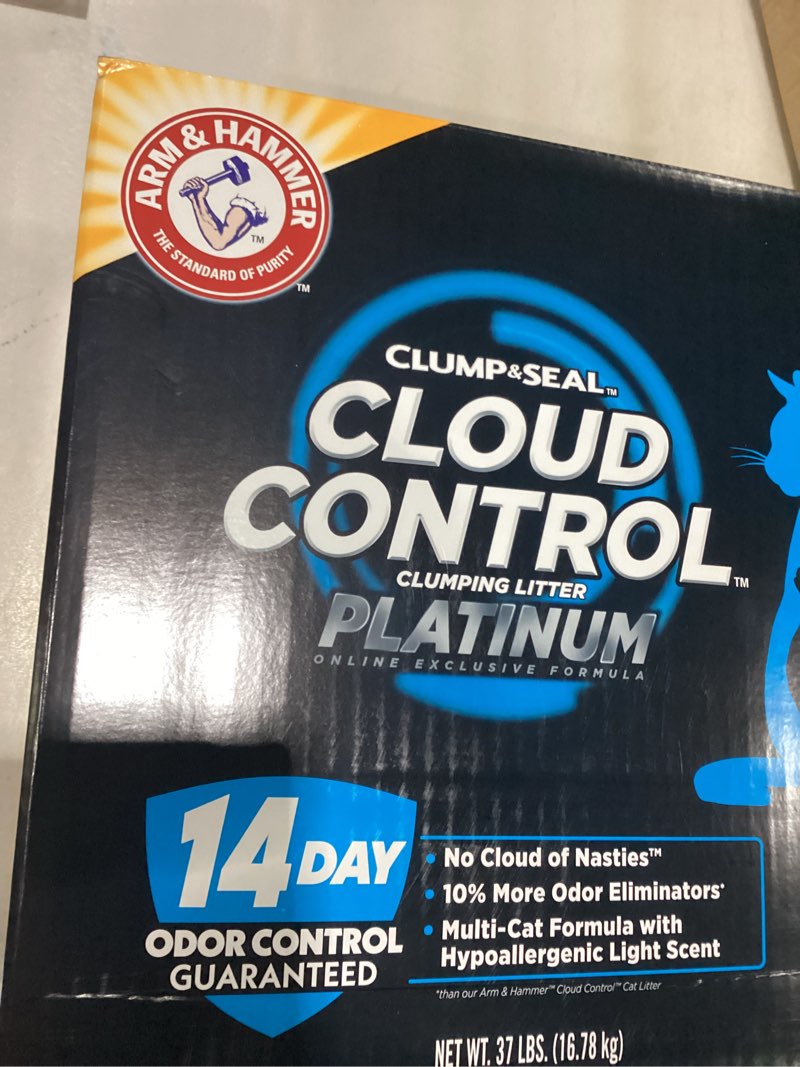 ARM & HAMMER
THE STANDARD OF PURITY
TM
TM
CLUMP&SEAL™
CLOUD
CONTROL™
CLUMPING LITTER
PLATINUM
ONLINE EXCLUSIVE FORMULA
14 DAY
ODOR CONTROL
GUARANTEED
• No Cloud of Nasties™
• 10% More Odor Eliminators*
• Multi-Cat Formula with
Hypoallergenic Light Scent
*than our Arm & Hammer™ Cloud Control™ Cat Litter
NET WT. 37 LBS. (16.78 kg)